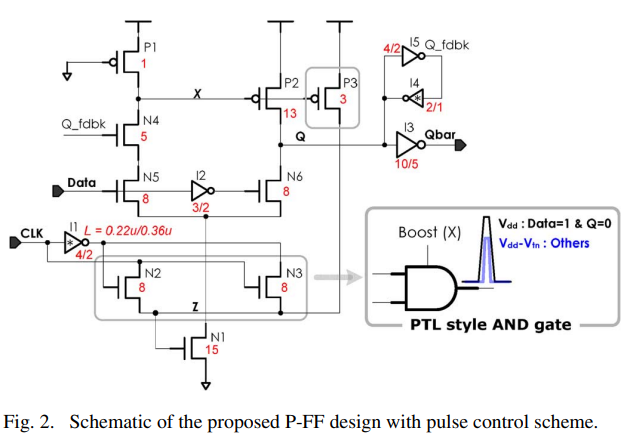 P1
1
X
P2
13
P3
3
4/2
I5
Q_fdbk
I4
2/1
I3
Qbar
10/5
Q_fdbk
N4
5
Q
Data
N5
8
I2
3/2
N6
8
CLK
I1
L = 0.22u/0.36u
4/2
N2
8
N3
8
Z
N1
15
Boost (X)
Vdd : Data=1 & Q=0
Vdd-Vtn : Others
PTL style AND gate
Fig. 2. Schematic of the proposed P-FF design with pulse control scheme.